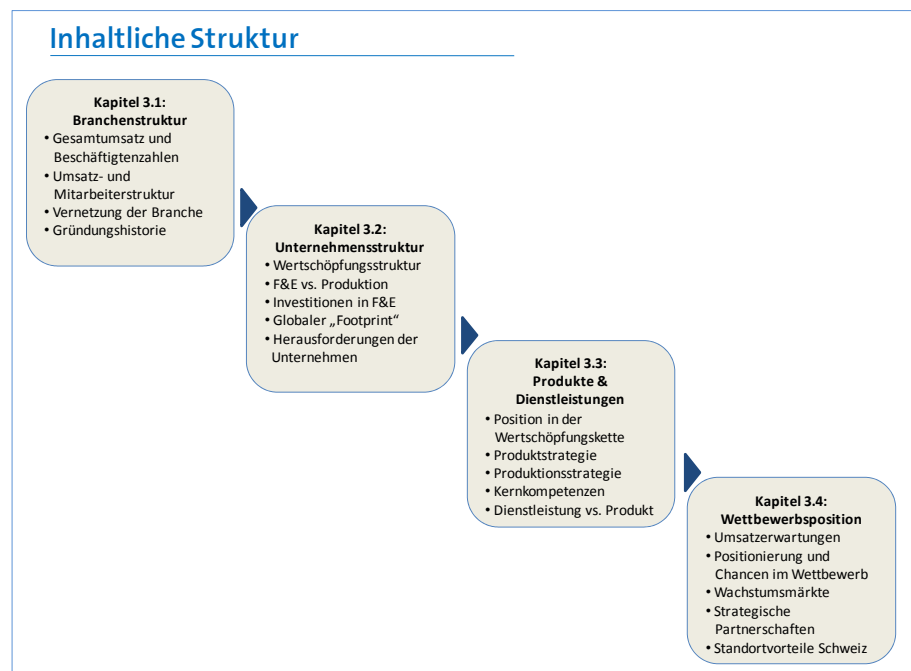 Inhaltliche Struktur
Kapitel 3.1:
Branchenstruktur
• Gesamtumsatz und
Beschäftigtenzahlen
• Umsatz- und
Mitarbeiterstruktur
• Vernetzung der Branche
• Gründungshistorie
Kapitel 3.2:
Unternehmensstruktur
• Wertschöpfungsstruktur
• F&E vs. Produktion
• Investitionen in F&E
• Globaler „Footprint“
• Herausforderungen der
Unternehmen
Kapitel 3.3:
Produkte &
Dienstleistungen
• Position in der
Wertschöpfungskette
• Produktstrategie
• Produktionsstrategie
• Kernkompetenzen
• Dienstleistung vs. Produkt
Kapitel 3.4:
Wettbewerbsposition
• Umsatzerwartungen
• Positionierung und
Chancen im Wettbewerb
• Wachstumsmärkte
• Strategische
Partnerschaften
• Standortvorteile Schweiz